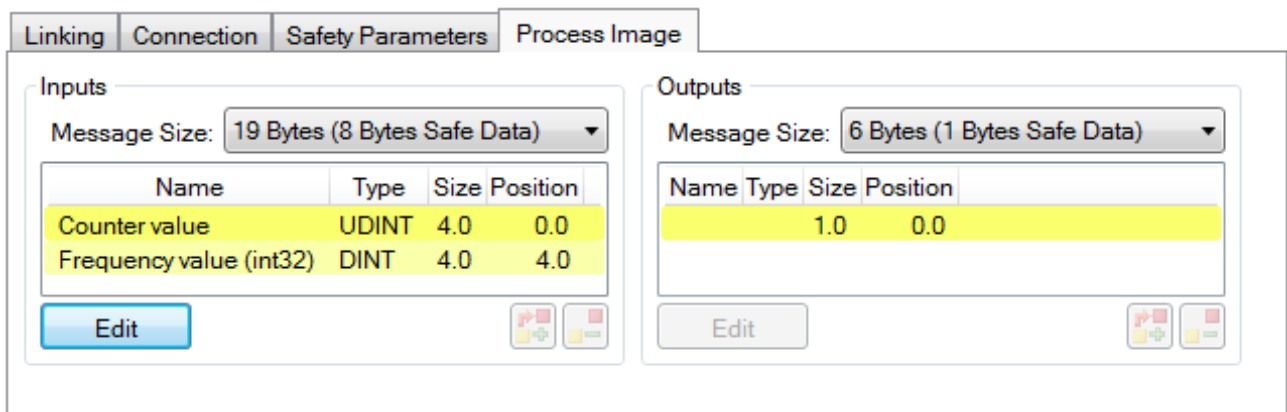 Linking Connection Safety Parameters Process Image
Inputs
Message Size: 19 Bytes (8 Bytes Safe Data)
Name Type Size Position
Counter value UDINT 4.0 0.0
Frequency value (int32) DINT 4.0 4.0
Edit
Outputs
Message Size: 6 Bytes (1 Bytes Safe Data)
Name Type Size Position
1.0 0.0
Edit